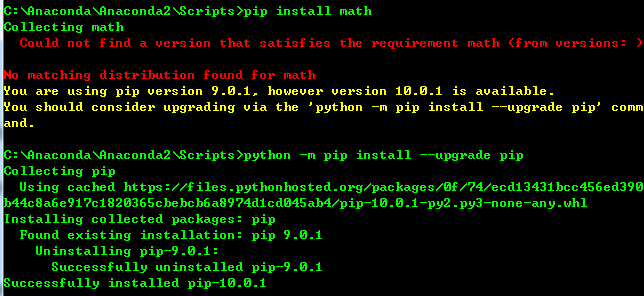 C:\Anaconda\Anaconda2\Scripts>pip install math
Collecting math
  Could not find a version that satisfies the requirement math (from versions: )

No matching distribution found for math
You are using pip version 9.0.1, however version 10.0.1 is available.
You should consider upgrading via the 'python -m pip install --upgrade pip' comm
and.

C:\Anaconda\Anaconda2\Scripts>python -m pip install --upgrade pip
Collecting pip
  Using cached https://files.pythonhosted.org/packages/0f/74/ecd13431bcc456ed390
b44c8a6e917c1820365cbebcb6a8974d1cd045ab4/pip-10.0.1-py2.py3-none-any.whl
Installing collected packages: pip
  Found existing installation: pip 9.0.1
    Uninstalling pip-9.0.1:
      Successfully uninstalled pip-9.0.1
Successfully installed pip-10.0.1